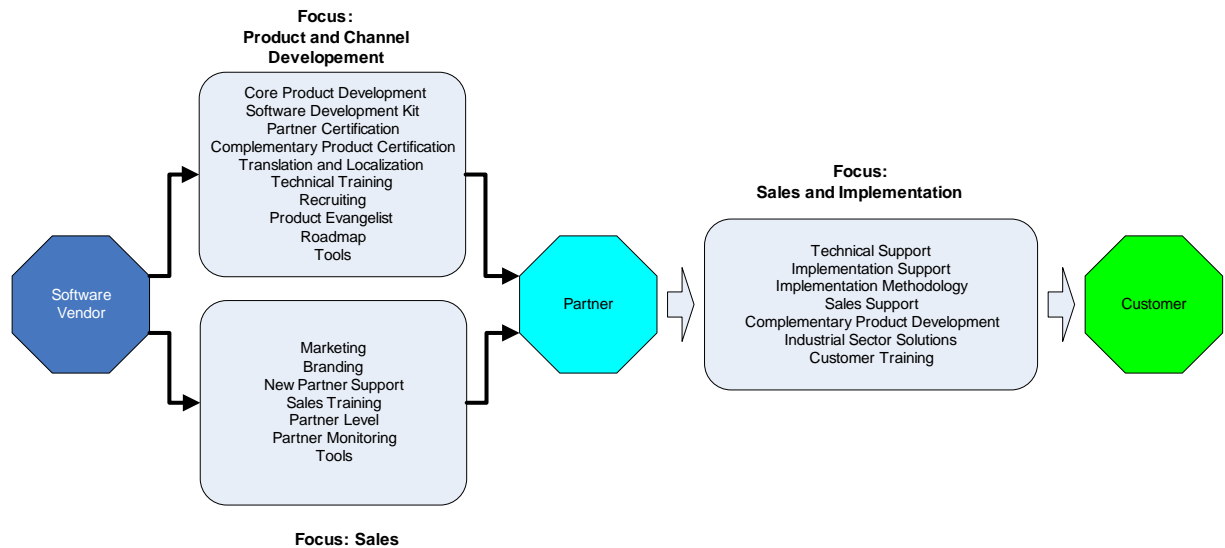 Focus:
Product and Channel
Developement
Core Product Development
Software Development Kit
Partner Certification
Complementary Product Certification
Translation and Localization
Technical Training
Recruiting
Product Evangelist
Roadmap
Tools
Software
Vendor
Marketing
Branding
New Partner Support
Sales Training
Partner Level
Partner Monitoring
Tools
Focus: Sales
Partner
Focus:
Sales and Implementation
Technical Support
Implementation Support
Implementation Methodology
Sales Support
Complementary Product Development
Industrial Sector Solutions
Customer Training
Customer